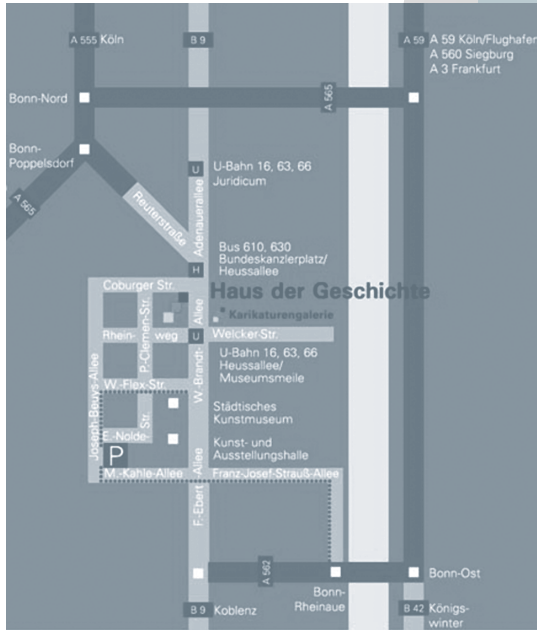 A 555 Köln
B 9
A 59
A 59 Köln/Flughafen
A 560 Siegburg
A 3 Frankfurt
Bonn-Nord
A 565
Bonn-
Poppelsdorf
A 565
Reuterstraße
Adenauerallee
U
U-Bahn 16, 63, 66
Juridicum
Bus 610, 630
Bundeskanzlerplatz/
Heussallee
H
Coburger Str.
Haus der Geschichte
Karikaturengalerie
P.-Clemen-Str.
Rhein-
weg
U
Welcker-Str.
U-Bahn 16, 63, 66
Heussallee/
Museumsmeile
W.-Brandt-
Allee
Joseph-Beuys-Allee
W.-Flex-Str.
Städtisches
Kunstmuseum
E.-Nolde-
Str.
Kunst- und
Ausstellungshalle
P
M.-Kahle-Allee
Franz-Josef-Strauß-Allee
F.-Ebert
Allee
A 562
Bonn-
Rheinaue
Bonn-Ost
B 9 Koblenz
B 42 Königs-
winter